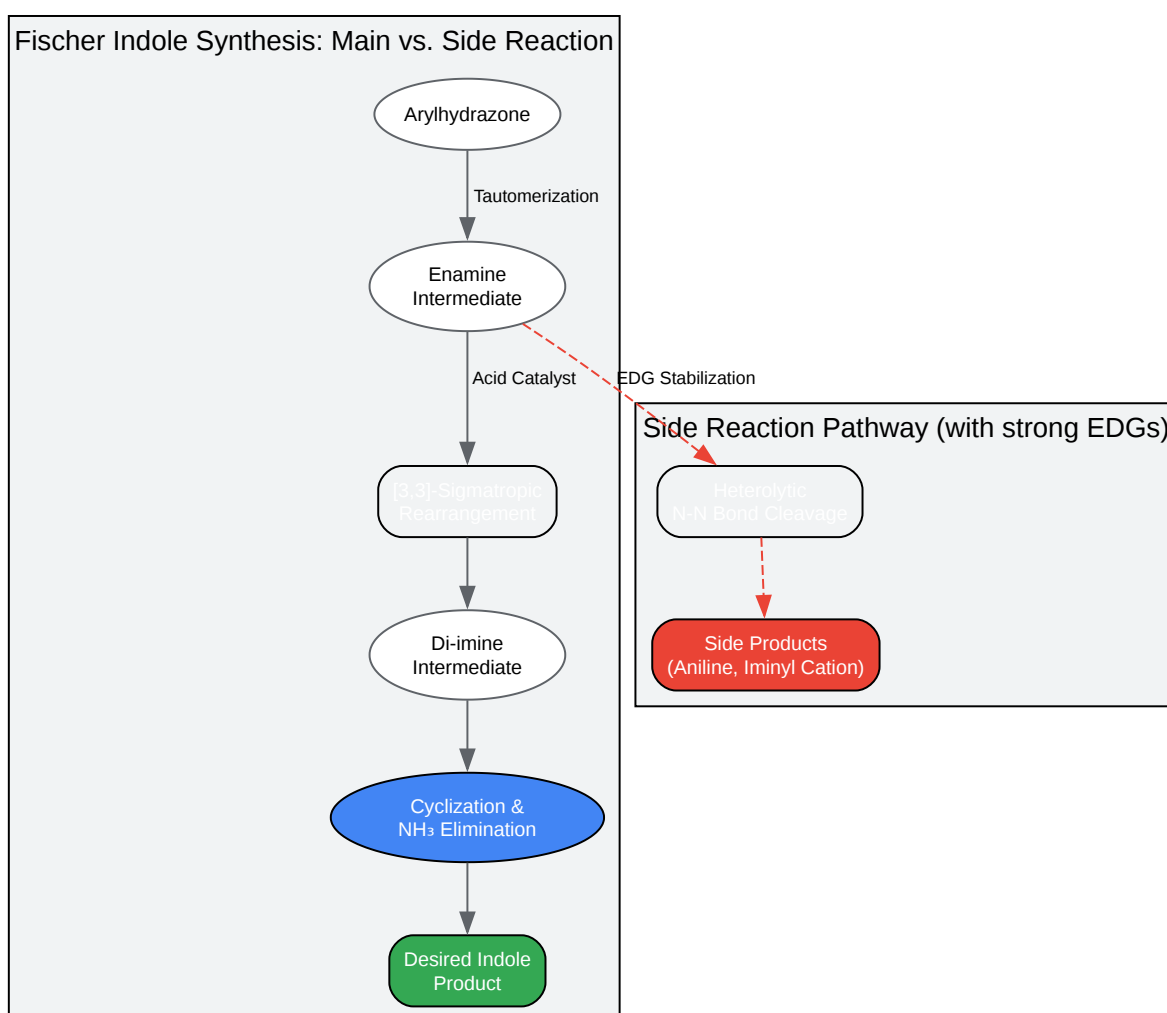 Fischer Indole Synthesis: Main vs. Side Reaction
Arylhydrazone
Tautomerization
Enamine
Intermediate
Acid Catalyst
EDG Stabilization
Side Reaction Pathway (with strong EDGs)
[3,3]-Sigmatropic
Rearrangement
Heterolytic
N-N Bond Cleavage
Di-imine
Intermediate
Side Products
(Aniline, Iminyl Cation)
Cyclization &
NH₃ Elimination
Desired Indole
Product